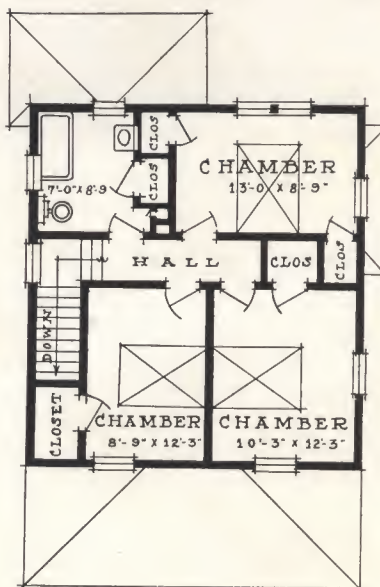 CLOS
CHAMBER
13'-0" X 8'-9"
CLOS
7'-0" X 8'-9
HALL
CLOS
CLOS
DOWN
CLOSET
CHAMBER
8'-9" X 12'-3"
CHAMBER
10'-3" X 12'-3"